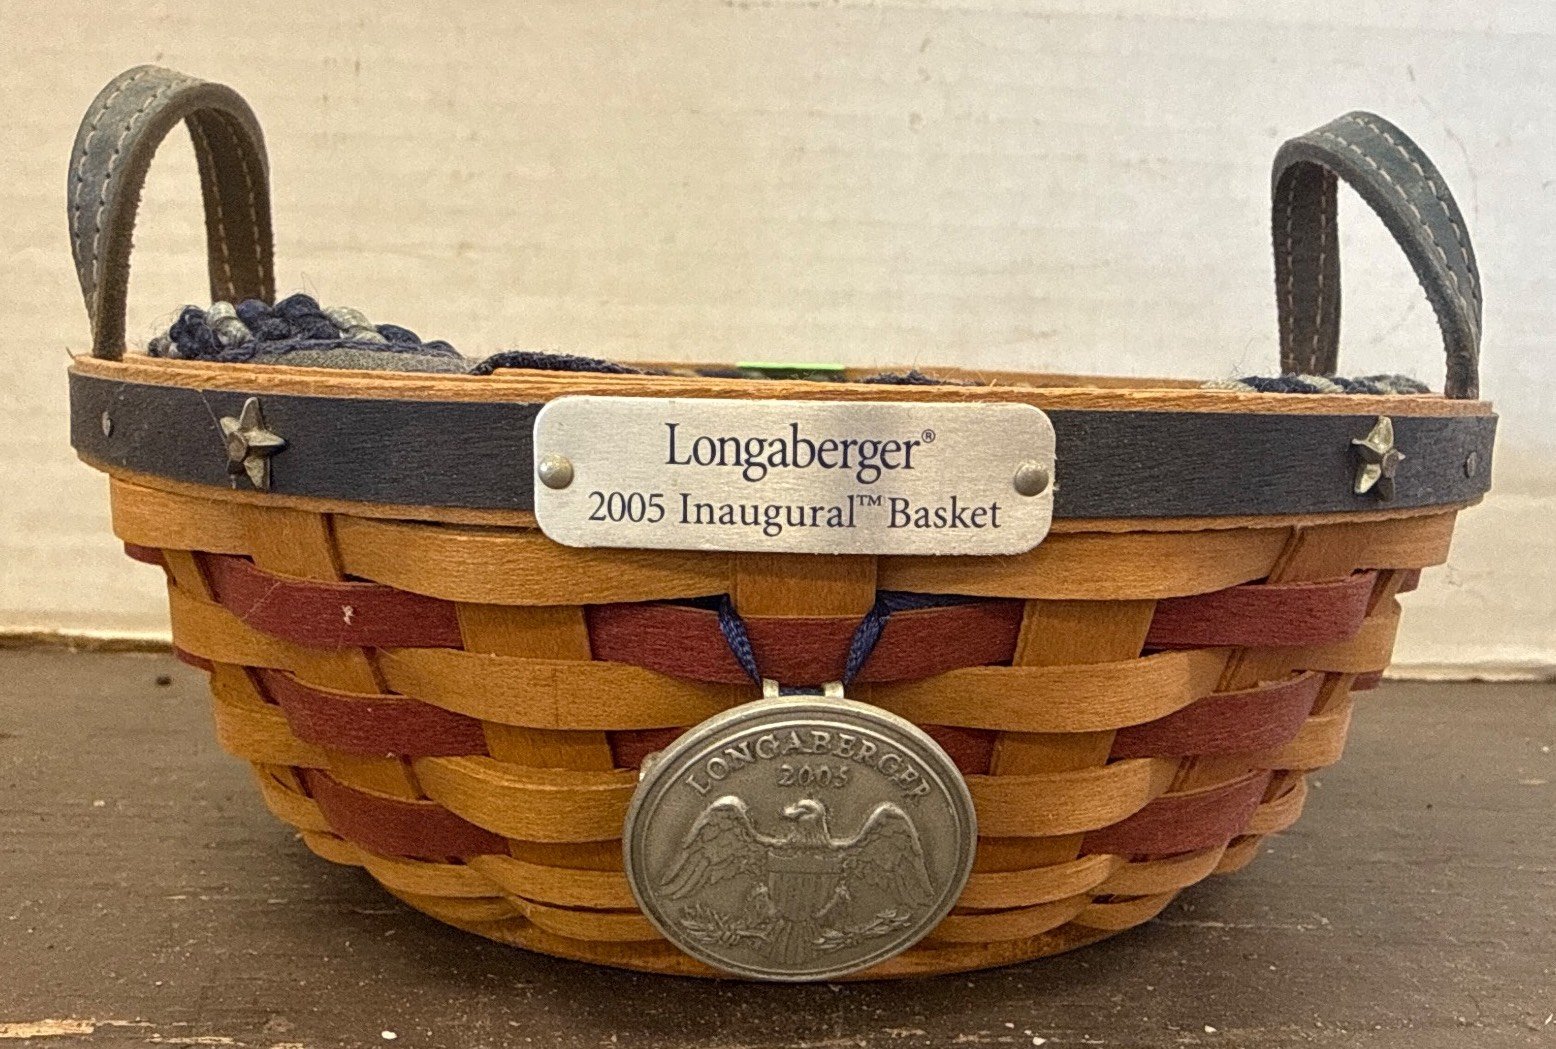 Longaberger®
2005 Inaugural™ Basket
LONGABERGER
2005